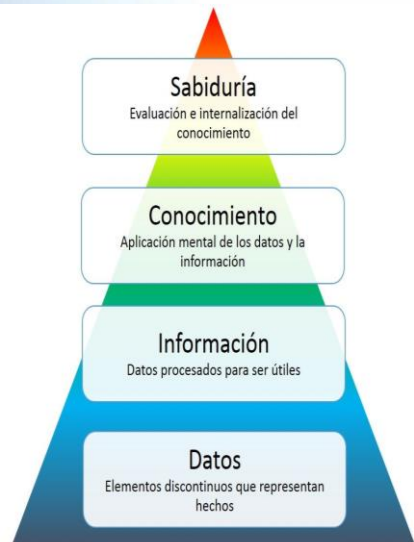 Sabiduría
Evaluación e internalización del
conocimiento
Conocimiento
Aplicación mental de los datos y la
información
Información
Datos procesados para ser útiles
Datos
Elementos discontinuos que representan
hechos